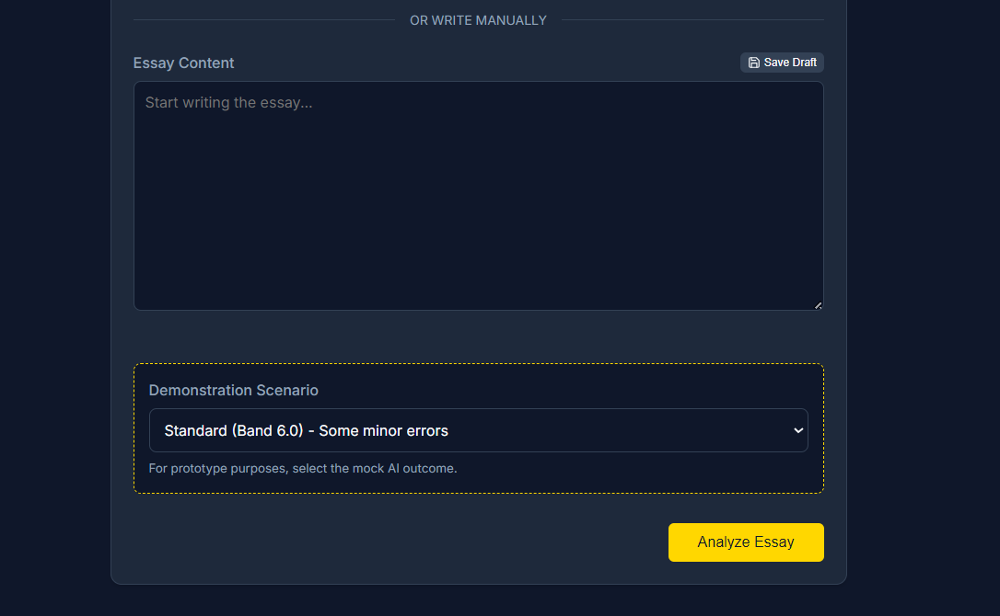 OR WRITE MANUALLY
Essay Content
Save Draft
Start writing the essay...
Demonstration Scenario
Standard (Band 6.0) - Some minor errors
For prototype purposes, select the mock AI outcome.
Analyze Essay